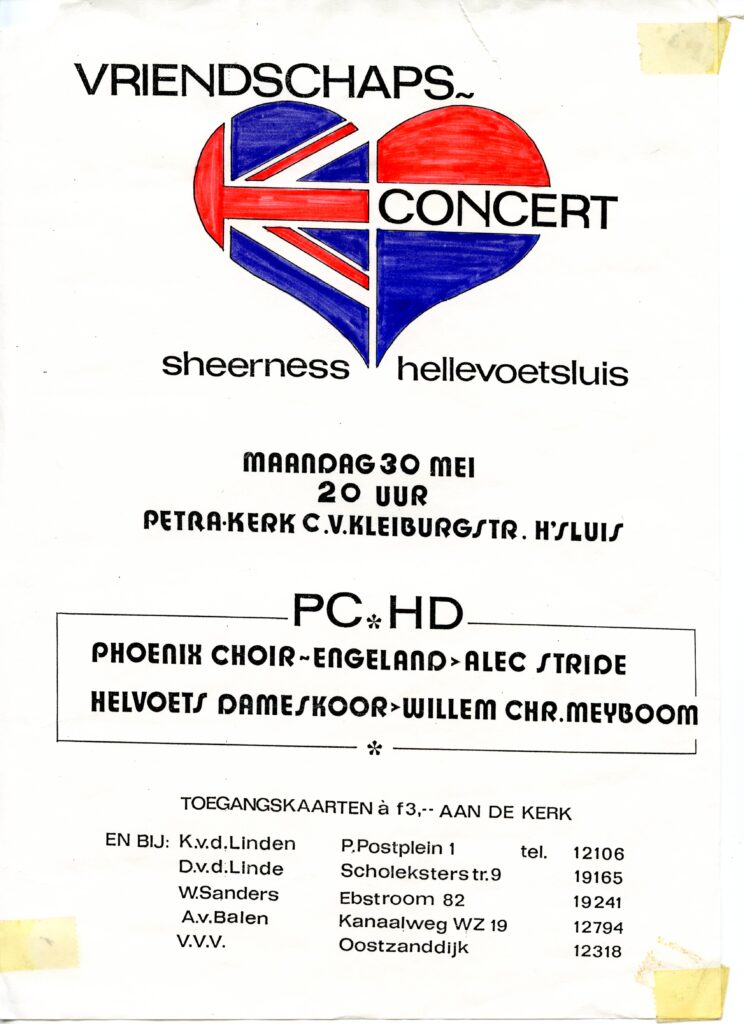 VRIENDSCHAPS~
CONCERT
sheerness hellevoetsluis
MAANDAG 30 MEI
20 UUR
PETRA-KERK C.V.KLEIBURGSTR. H'SLUIS
PC*HD
PHOENIX CHOIR~ENGELAND>ALEC STRIDE
HELVOETS DAMESKOOR>WILLEM CHR.MEYBOOM
*
TOEGANGSKAARTEN à f3,-- AAN DE KERK
EN BIJ: K.v.d.Linden P.Postplein 1 tel. 12106
D.v.d.Linde Scholeksterstr.9 19165
W.Sanders Ebstroom 82 19241
A.v.Balen Kanaalweg WZ 19 12794
V.V.V. Oostzanddijk 12318